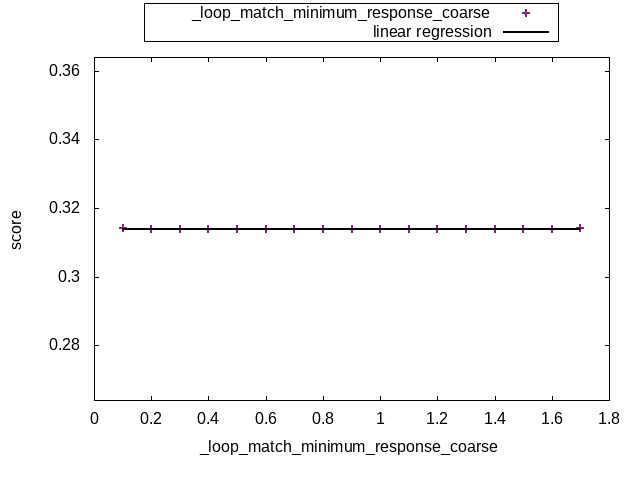 _loop_match_minimum_response_coarse
linear regression
0.36
0.34
0.32
0.3
0.28
score
0 0.2 0.4 0.6 0.8 1 1.2 1.4 1.6 1.8
_loop_match_minimum_response_coarse